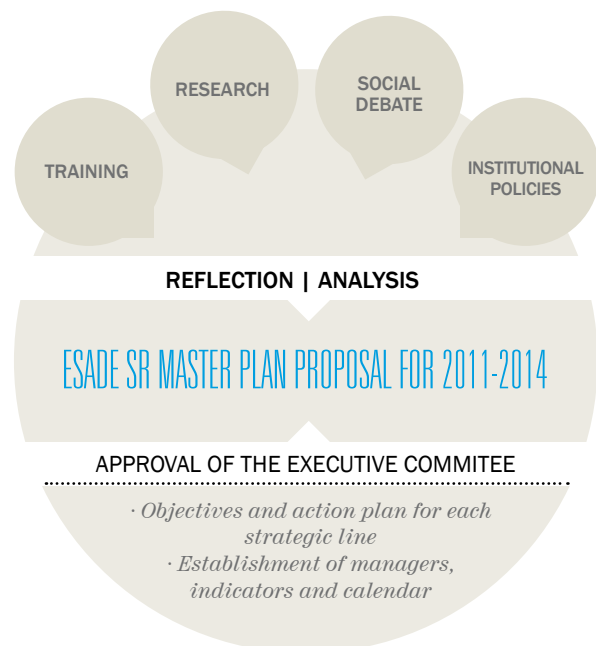 TRAINING
RESEARCH
SOCIAL
DEBATE
INSTITUTIONAL
POLICIES
REFLECTION | ANALYSIS
ESADE SR MASTER PLAN PROPOSAL FOR 2011-2014
APPROVAL OF THE EXECUTIVE COMMITEE
· Objectives and action plan for each
strategic line
· Establishment of managers,
indicators and calendar